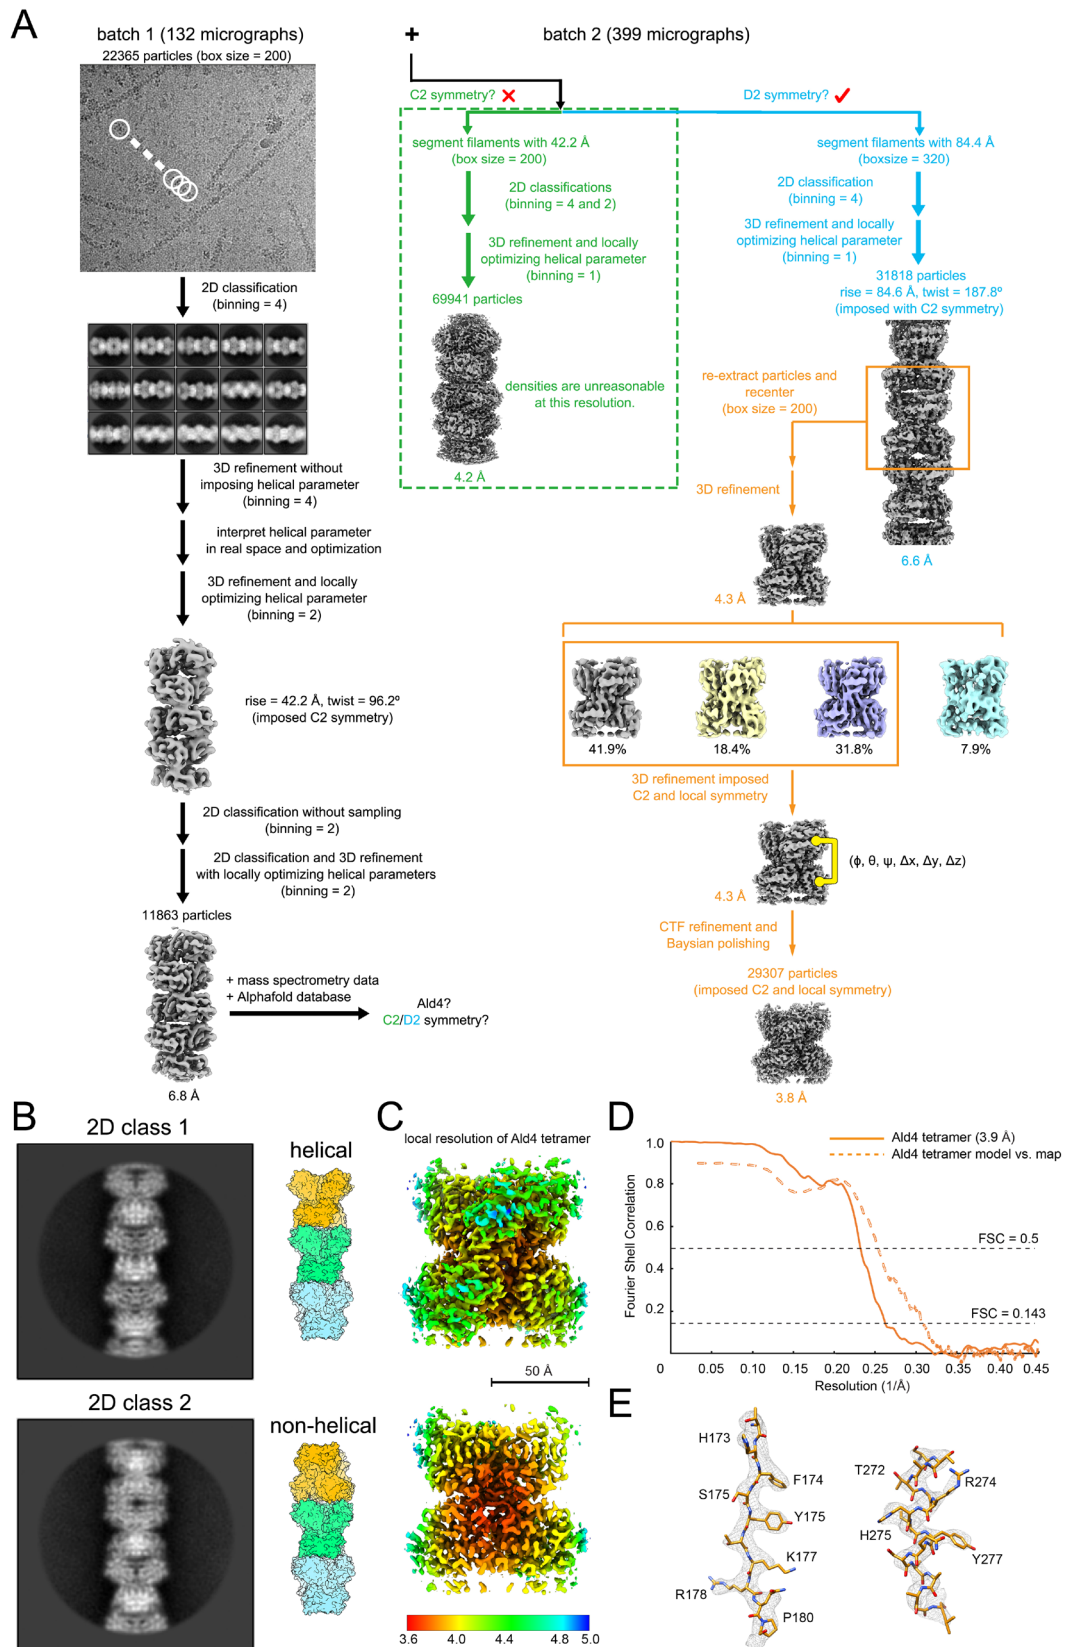 A
batch 1 (132 micrographs)
22365 particles (box size = 200)
2D classification
(binning = 4)
3D refinement without
imposing helical parameter
(binning = 4)
interpret helical parameter
in real space and optimization
3D refinement and locally
optimizing helical parameter
(binning = 2)
rise = 42.2 Å, twist = 96.2º
(imposed C2 symmetry)
2D classification without sampling
(binning = 2)
2D classification and 3D refinement
with locally optimizing helical parameters
(binning = 2)
11863 particles
+ mass spectrometry data
+ Alphafold database
Ald4?
C2/D2 symmetry?
6.8 Å
+
batch 2 (399 micrographs)
C2 symmetry?
segment filaments with 42.2 Å
(box size = 200)
2D classifications
(binning = 4 and 2)
3D refinement and locally
optimizing helical parameter
(binning = 1)
69941 particles
densities are unreasonable
at this resolution.
4.2 Å
D2 symmetry?
segment filaments with 84.4 Å
(boxsize = 320)
2D classification
(binning = 4)
3D refinement and locally
optimizing helical parameter
(binning = 1)
31818 particles
rise = 84.6 Å, twist = 187.8º
(imposed with C2 symmetry)
6.6 Å
re-extract particles and
recenter
(box size = 200)
3D refinement
4.3 Å
41.9%
18.4%
31.8%
7.9%
3D refinement imposed
C2 and local symmetry
(ϕ, θ, ψ, Δx, Δy, Δz)
4.3 Å
CTF refinement and
Baysian polishing
29307 particles
(imposed C2 and local symmetry)
3.8 Å
B
2D class 1
helical
2D class 2
non-helical
C
local resolution of Ald4 tetramer
50 Å
3.6
4.0
4.4
4.8
5.0
D
Ald4 tetramer (3.9 Å)
Ald4 tetramer model vs. map
Fourier Shell Correlation
1.0
0.8
0.6
0.4
0.2
FSC = 0.5
FSC = 0.143
0
0.05
0.10
0.15
0.20
0.25
0.30
0.35
0.40
0.45
Resolution (1/Å)
E
H173
F174
S175
Y175
K177
R178
P180
T272
R274
H275
Y277